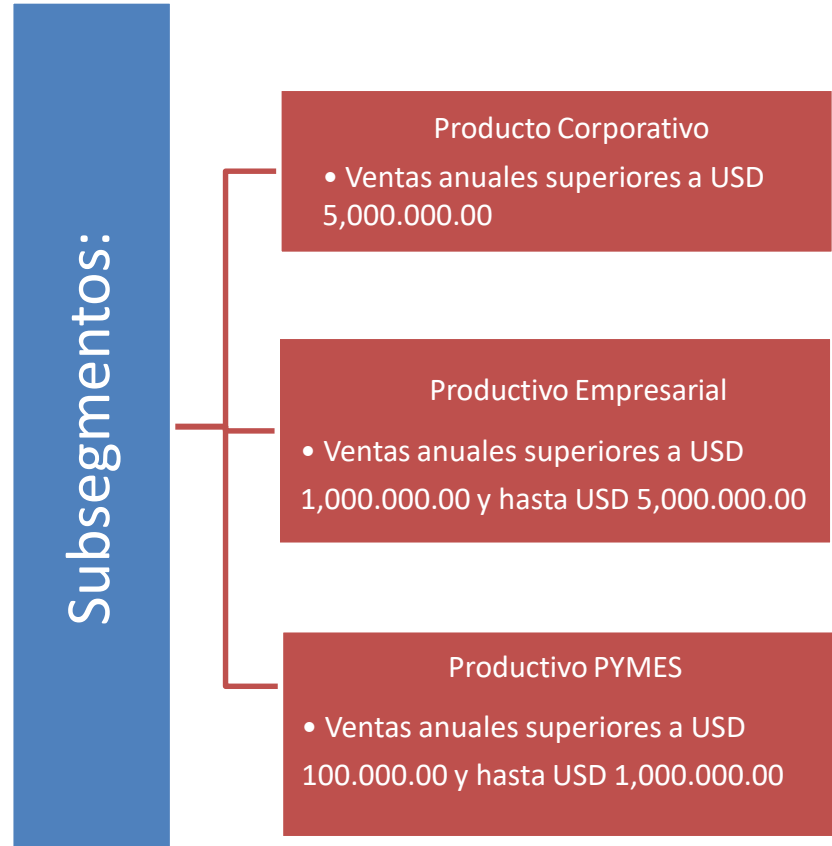 Subsegmentos:
Producto Corporativo
• Ventas anuales superiores a USD
5,000.000.00
Productivo Empresarial
• Ventas anuales superiores a USD
1,000.000.00 y hasta USD 5,000.000.00
Productivo PYMES
• Ventas anuales superiores a USD
100.000.00 y hasta USD 1,000.000.00